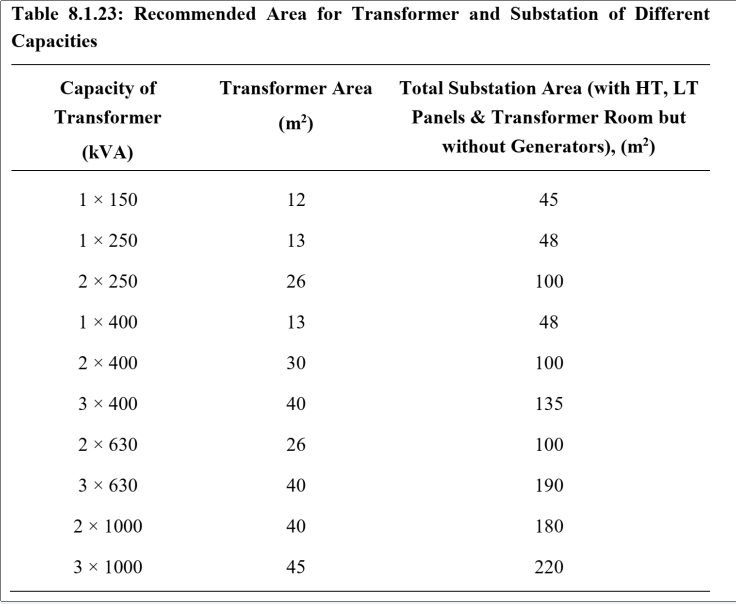 Table 8.1.23: Recommended Area for Transformer and Substation of Different
Capacities
Capacity of Transformer Area Total Substation Area (with HT, LT
Transformer (m²) Panels & Transformer Room but
(kVA) without Generators), (m²)
1 × 150 12 45
1 × 250 13 48
2 × 250 26 100
1 × 400 13 48
2 × 400 30 100
3 × 400 40 135
2 × 630 26 100
3 × 630 40 190
2 × 1000 40 180
3 × 1000 45 220